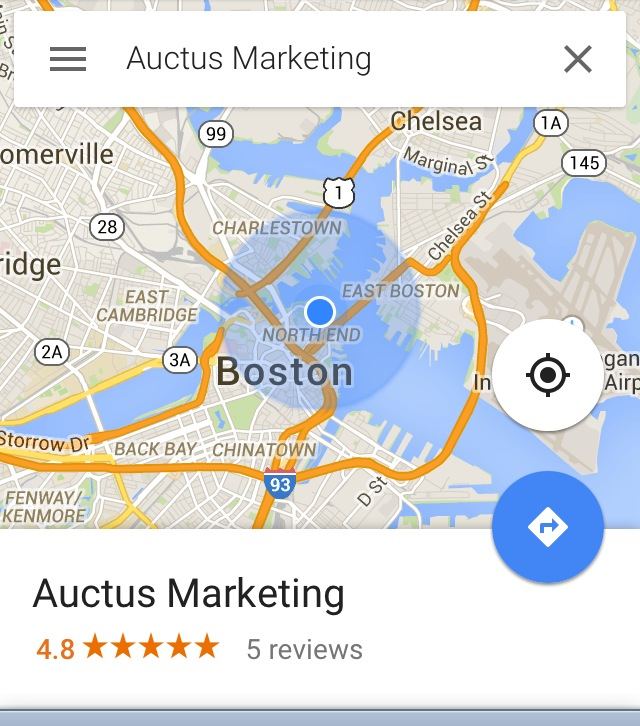 Auctus Marketing
99
Chelsea
1A
omerville
Marginal St
145
1
28
CHARLESTOWN
Chelsea St
ridge
EAST
CAMBRIDGE
EAST BOSTON
NORTH END
2A
3A
Boston
gan
In
Airp
Storrow Dr
BACK BAY
CHINATOWN
93
D St
FENWAY/
KENMORE
Auctus Marketing
4.8
5 reviews